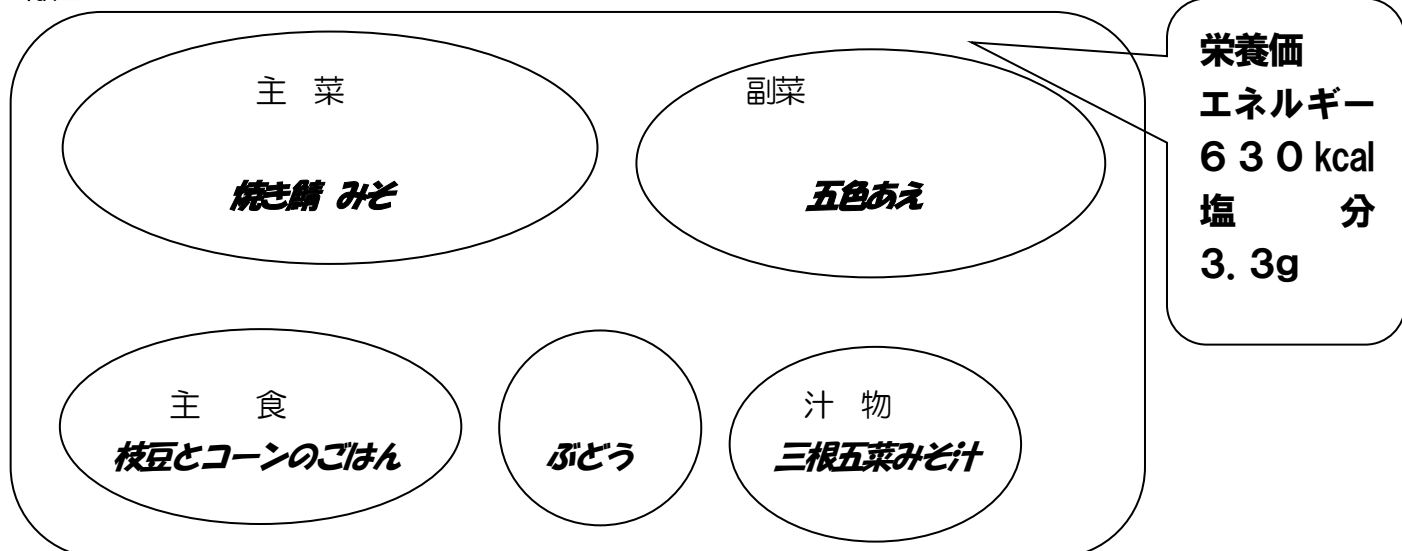 主 菜
焼き鯖 みそ
副菜
五色あえ
栄養価
エネルギー
630kcal
塩 分
3.3g
主 食
枝豆とコーンのごはん
ぶどう
汁 物
三根五菜みそ汁